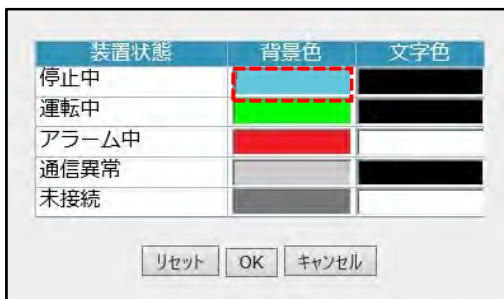 装置状態 背景色 文字色
停止中
運転中
アラーム中
通信異常
未接続
リセット OK キャンセル